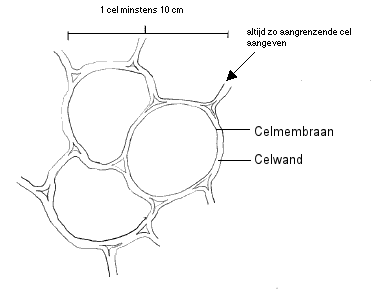 1 cel minstens 10 cm
altijd zo aangrenzende cel
aangeven
Celmembraan
Celwand